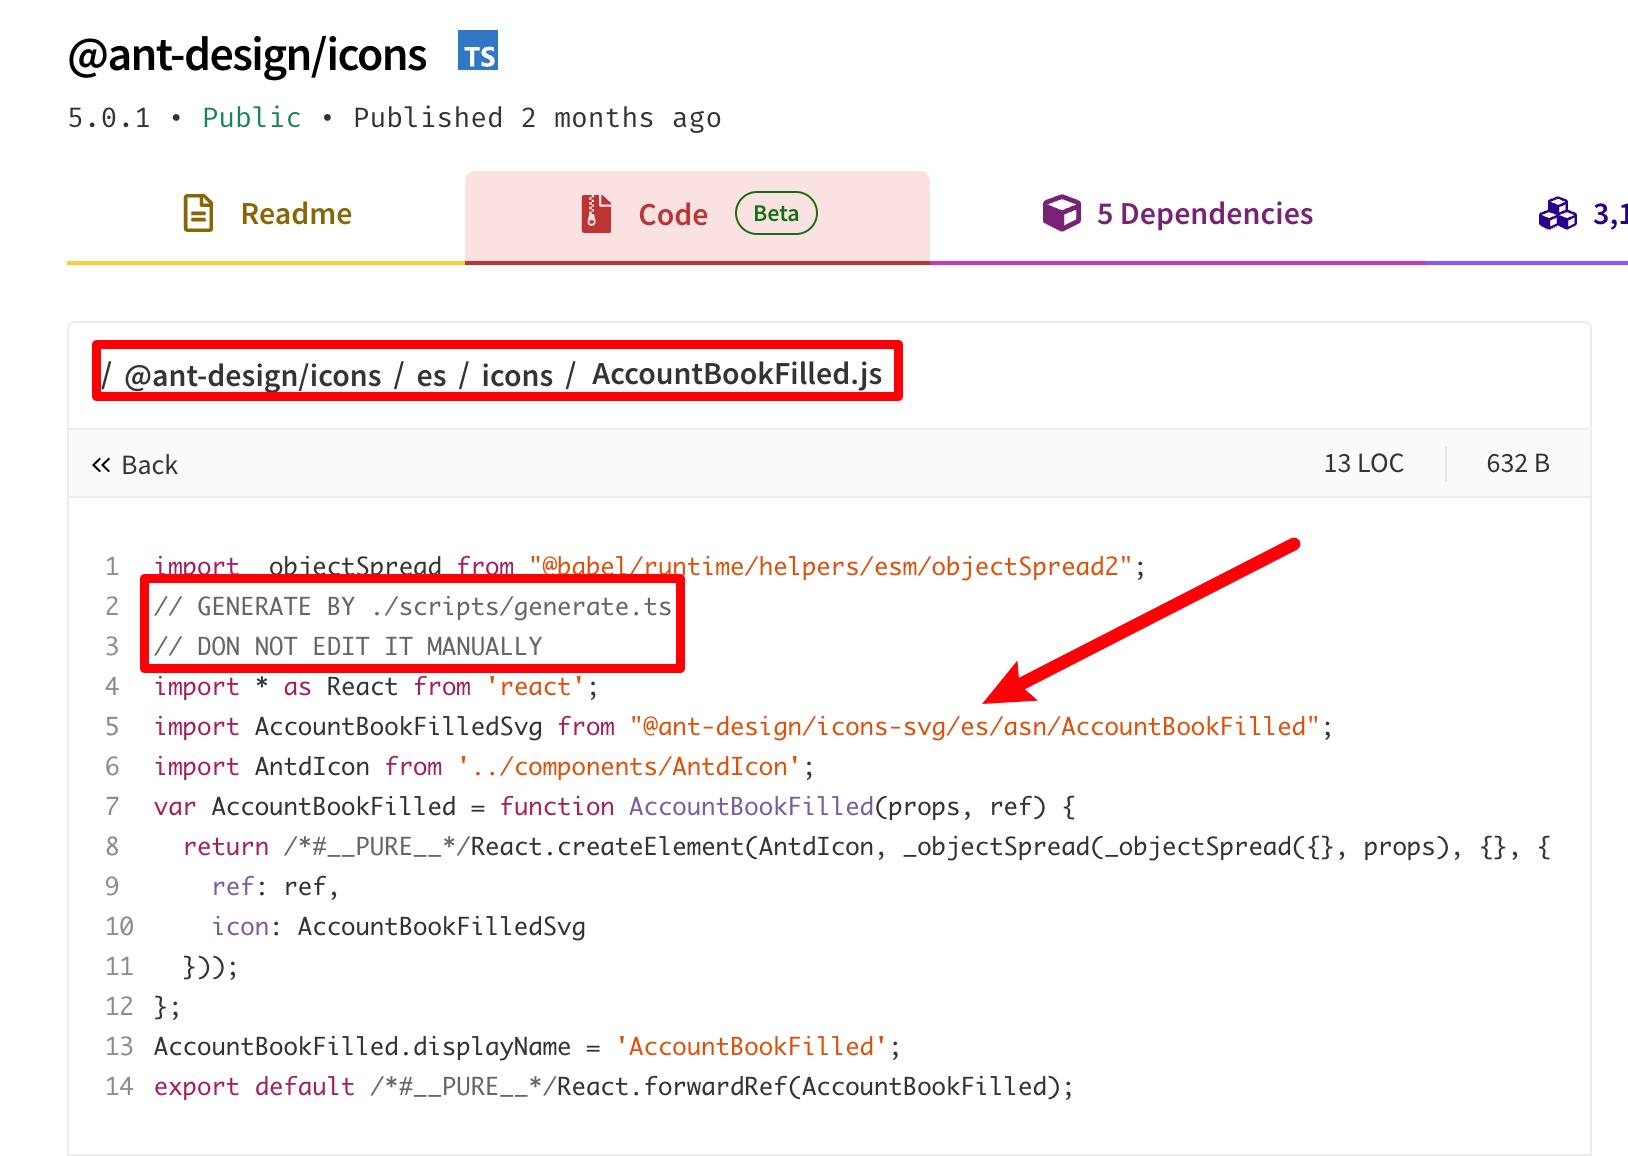 @ant-design/icons TS
5.0.1 • Public • Published 2 months ago
Readme Code Beta 5 Dependencies 3,1
/ @ant-design/icons / es / icons / AccountBookFilled.js
« Back 13 LOC 632 B
1 import _objectSpread from "@babel/runtime/helpers/esm/objectSpread2";
2 // GENERATE BY ./scripts/generate.ts
3 // DON NOT EDIT IT MANUALLY
4 import * as React from 'react';
5 import AccountBookFilledSvg from "@ant-design/icons-svg/es/asn/AccountBookFilled";
6 import AntdIcon from '../components/AntdIcon';
7 var AccountBookFilled = function AccountBookFilled(props, ref) {
8   return /*#__PURE__*/React.createElement(AntdIcon, _objectSpread(_objectSpread({}, props), {}, {
9     ref: ref,
10     icon: AccountBookFilledSvg
11   }));
12 };
13 AccountBookFilled.displayName = 'AccountBookFilled';
14 export default /*#__PURE__*/React.forwardRef(AccountBookFilled);